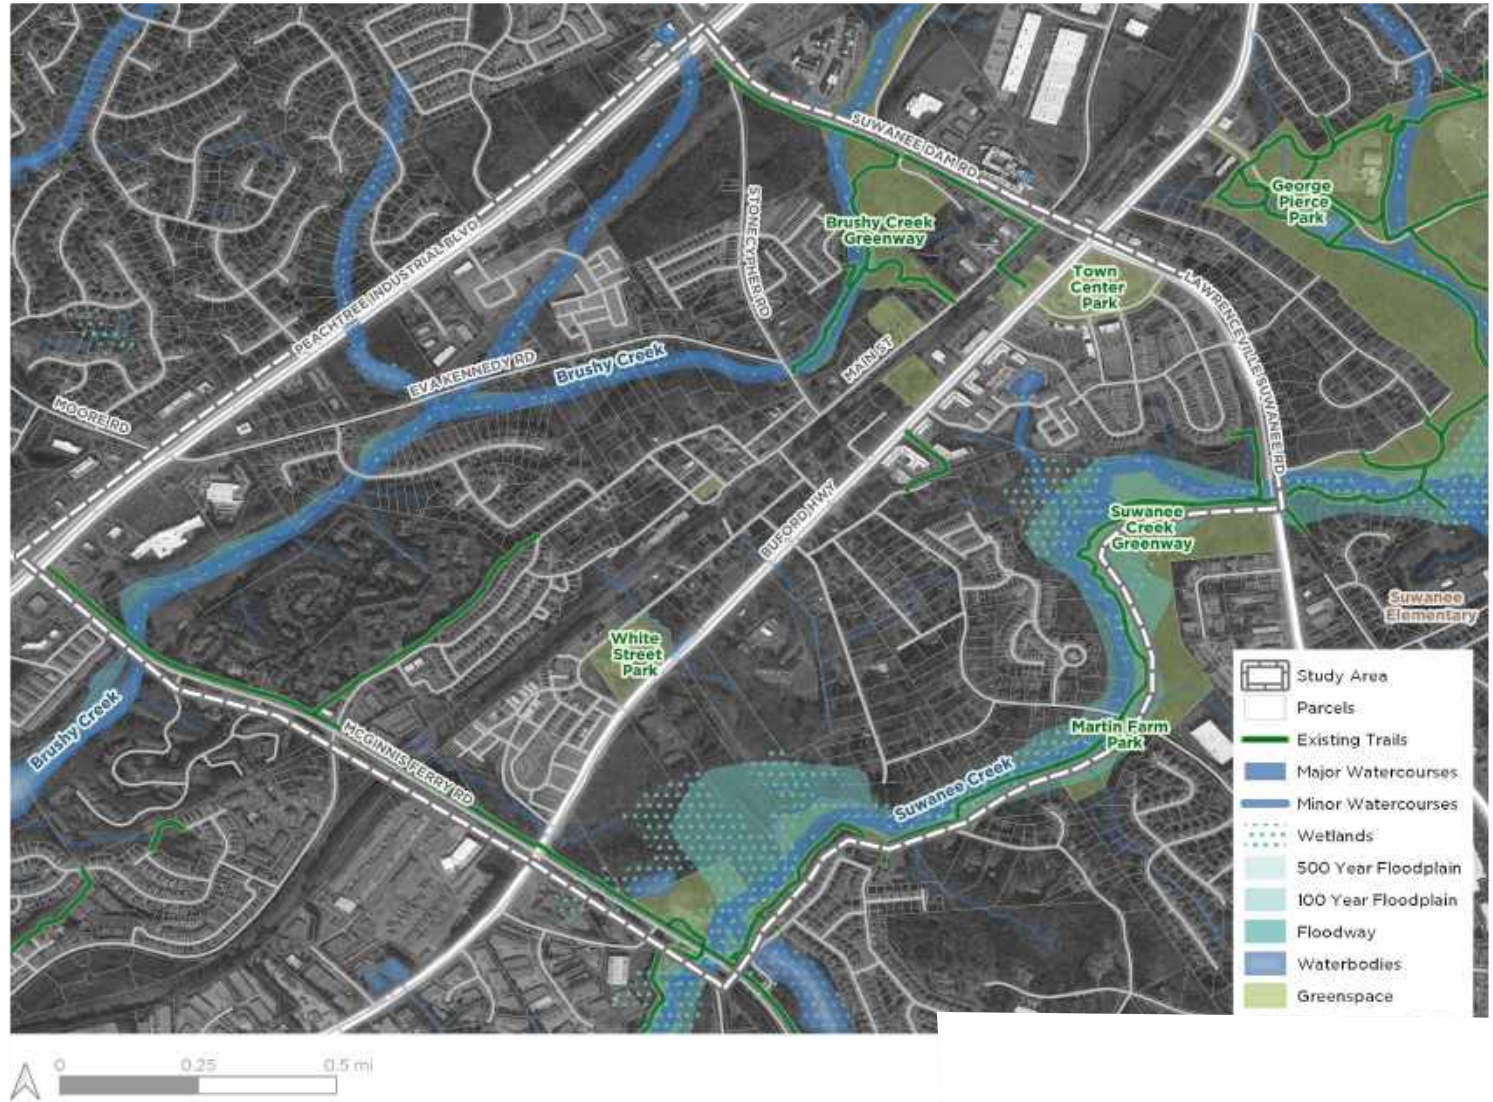 SUWANEE DAM RD
George
Pierce
Park
STONECYPHER RD
Brushy Creek
Greenway
PEACHTREE INDUSTRIAL BLVD
Town
Center
Park
LAWRENCEVILLE SUWANEE RD
MAIN ST
Brushy Creek
EVA KENNEDY RD
MOORE RD
BUFORD HWY
Suwanee
Creek
Greenway
Suwanee
Elementary
White
Street
Park
Brushy Creek
MCGINNIS FERRY RD
Martin Farm
Park
Suwanee Creek
Study Area
Parcels
Existing Trails
Major Watercourses
Minor Watercourses
Wetlands
500 Year Floodplain
100 Year Floodplain
Floodway
Waterbodies
Greenspace
0 0.25 0.5 mi